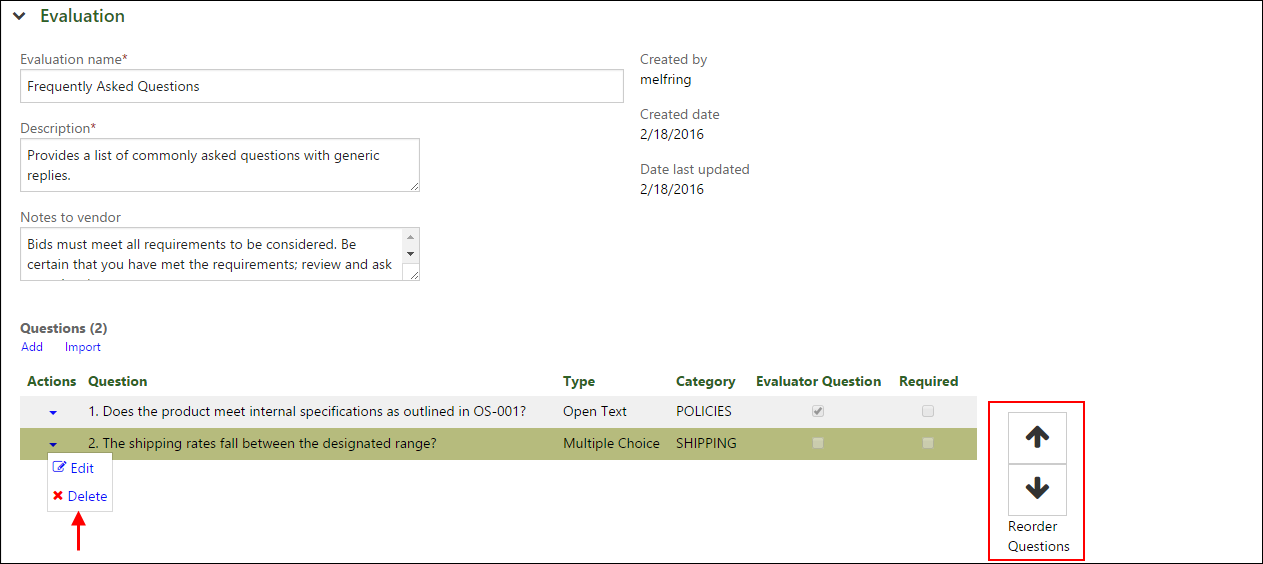 Evaluation
Evaluation name*
Frequently Asked Questions
Description*
Provides a list of commonly asked questions with generic
replies.
Notes to vendor
Bids must meet all requirements to be considered. Be
certain that you have met the requirements; review and ask
Created by
melfring
Created date
2/18/2016
Date last updated
2/18/2016
Questions (2)
Add Import
Actions Question Type Category Evaluator Question Required
1. Does the product meet internal specifications as outlined in OS-001? Open Text POLICIES
2. The shipping rates fall between the designated range? Multiple Choice SHIPPING
Edit
Delete
Reorder
Questions